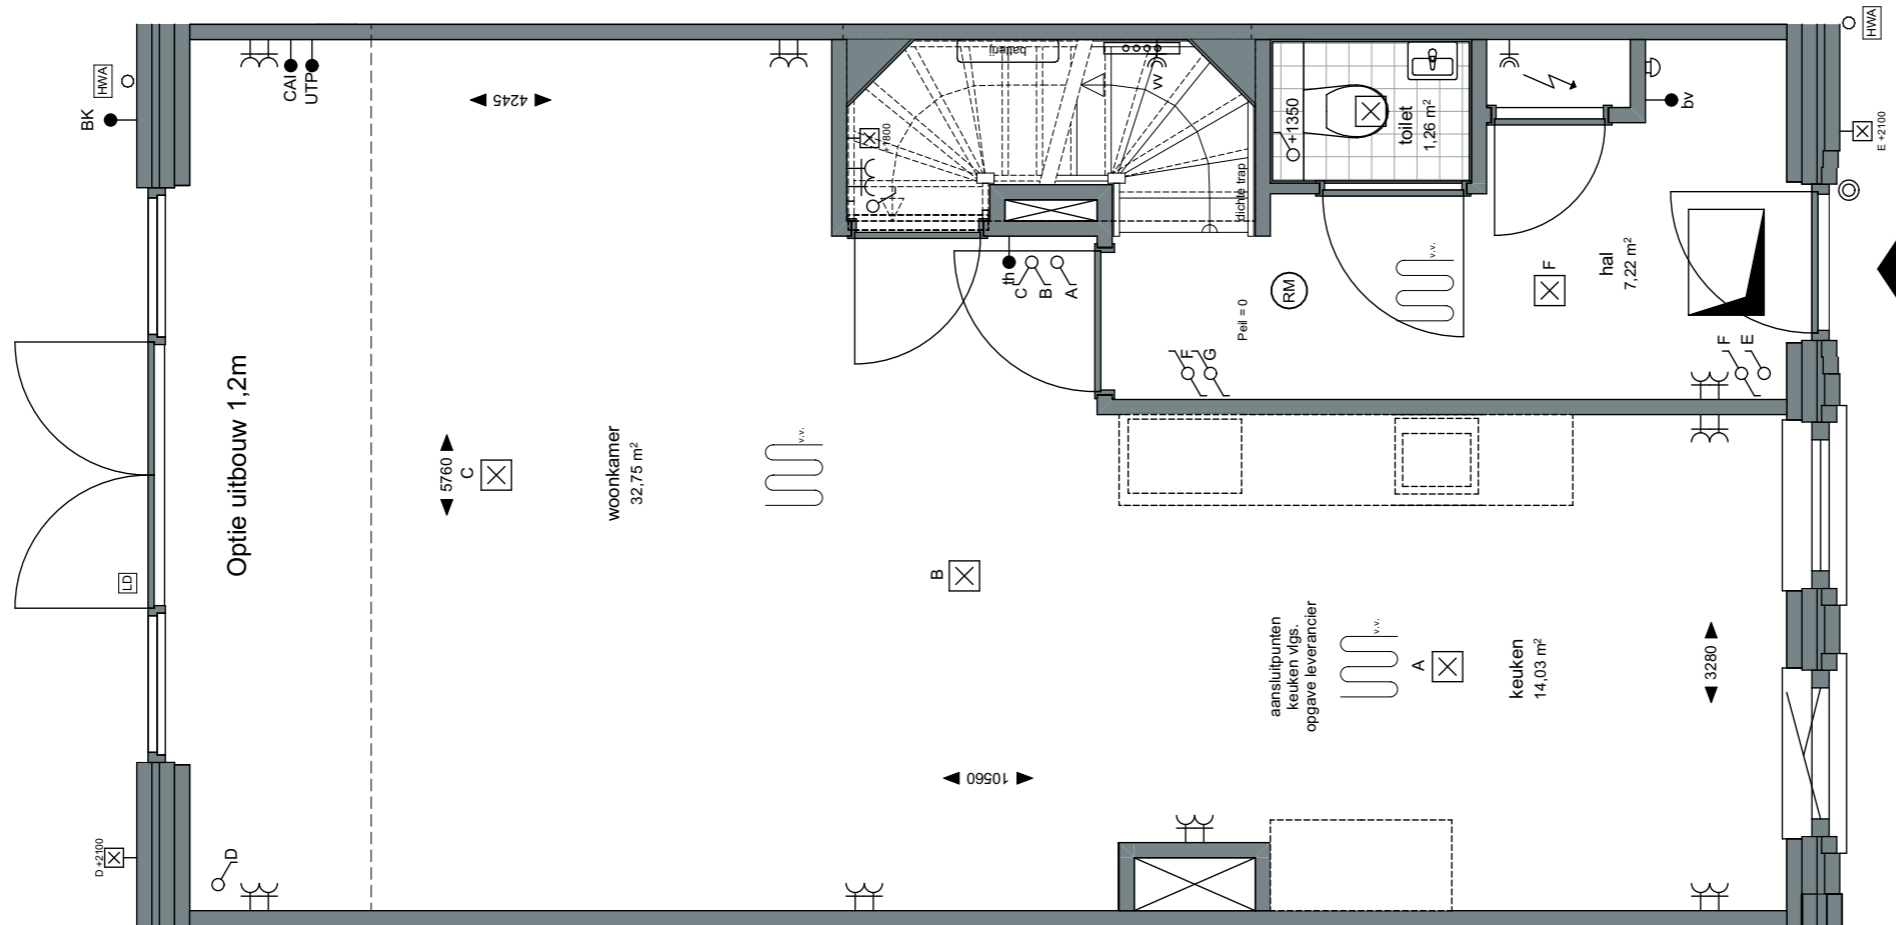 HWA
BK
CAI
UTP
4245
batterij
vv
+1800
dichte trap
+1350
toilet
1,26 m²
bv
HWA
E +2100
th
C
B
A
Peil = 0
RM
v.v.
F
hal
7,22 m²
F
G
F
E
LD
Optie uitbouw 1,2m
5760
C
woonkamer
32,75 m²
v.v.
B
aansluitpunten
keuken vlgs.
opgave leverancier
v.v.
A
keuken
14,03 m²
3280
10560
D +2100
D